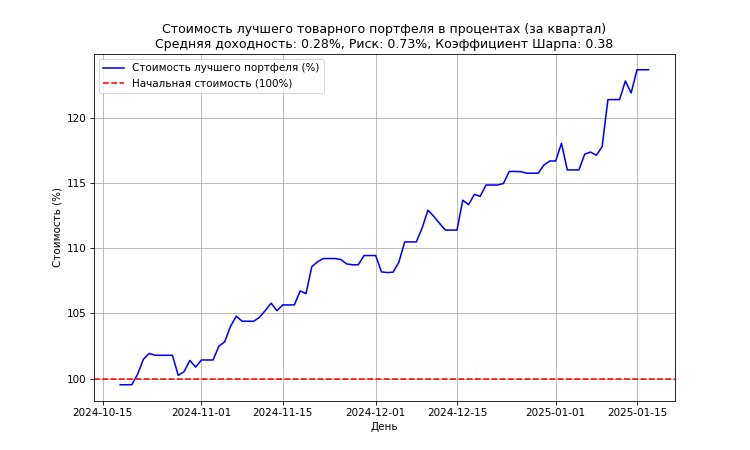 Стоимость лучшего товарного портфеля в процентах (за квартал)
Средняя доходность: 0.28%, Риск: 0.73%, Коэффициент Шарпа: 0.38
Стоимость лучшего портфеля (%)
Начальная стоимость (100%)
Стоимость (%)
120
115
110
105
100
2024-10-15 2024-11-01 2024-11-15 2024-12-01 2024-12-15 2025-01-01 2025-01-15
День